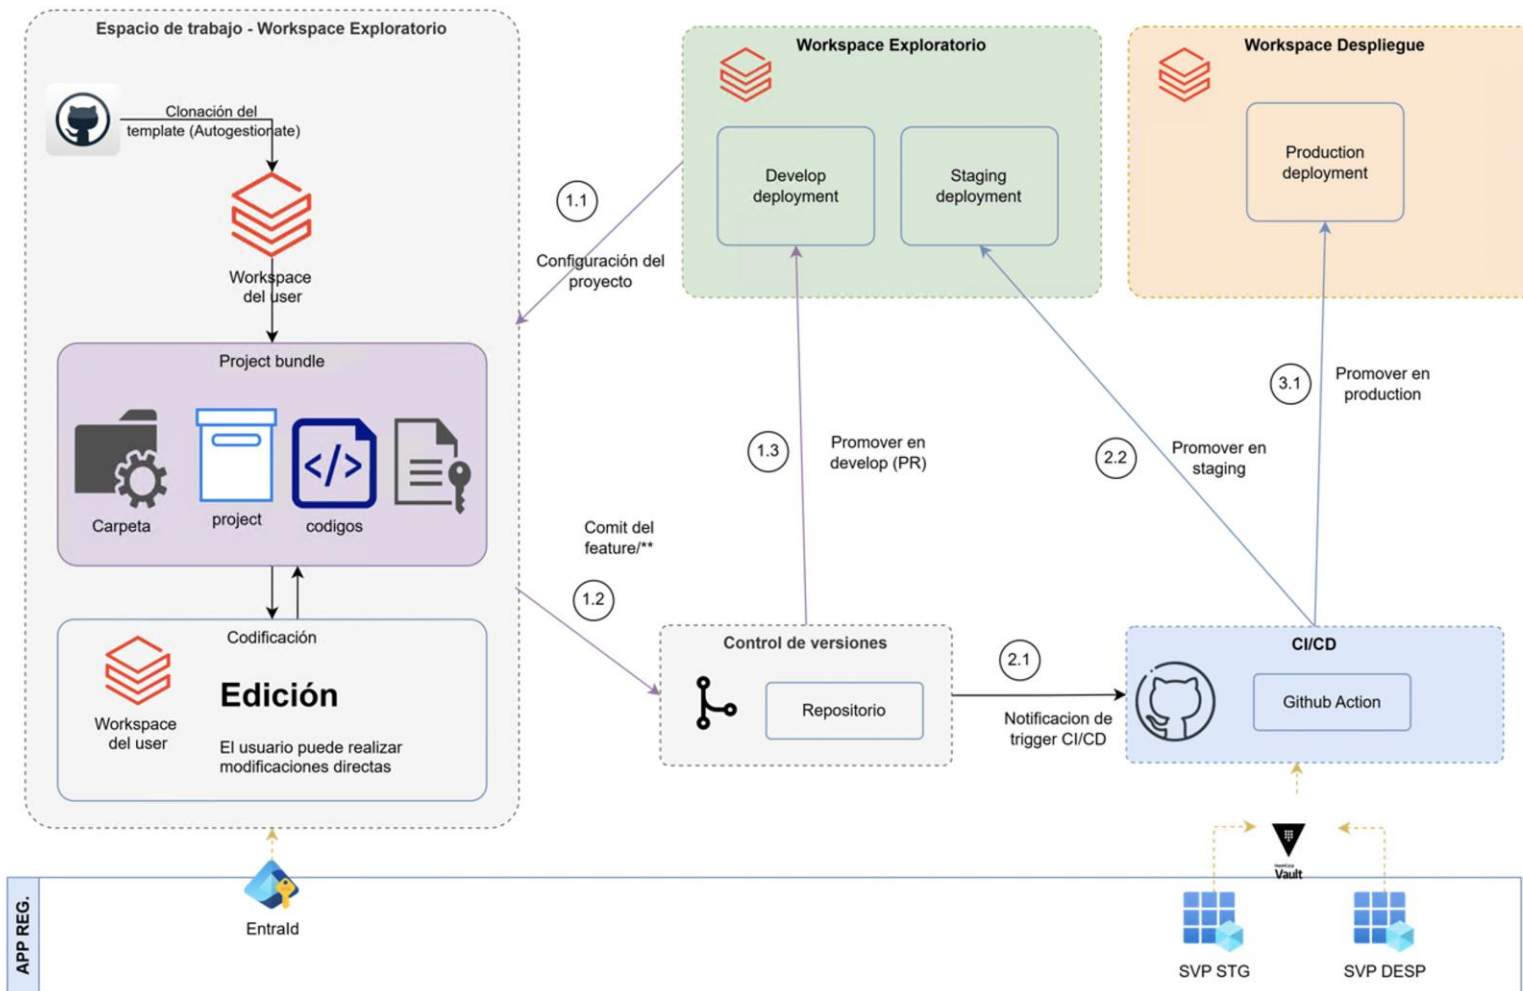 Espacio de trabajo - Workspace Exploratorio
Clonación del
template (Autogestionate)
Workspace
del user
Project bundle
Carpeta
project
codigos
Codificación
Workspace
del user
Edición
El usuario puede realizar
modificaciones directas
1.1
Configuración del
proyecto
Comit del
feature/**
1.2
Workspace Exploratorio
Develop
deployment
Staging
deployment
Workspace Despliegue
Production
deployment
1.3
Promover en
develop (PR)
2.2
Promover en
staging
3.1
Promover en
production
Control de versiones
Repositorio
2.1
Notificacion de
trigger CI/CD
CI/CD
Github Action
HashiCorp
Vault
APP REG.
EntraId
SVP STG
SVP DESP